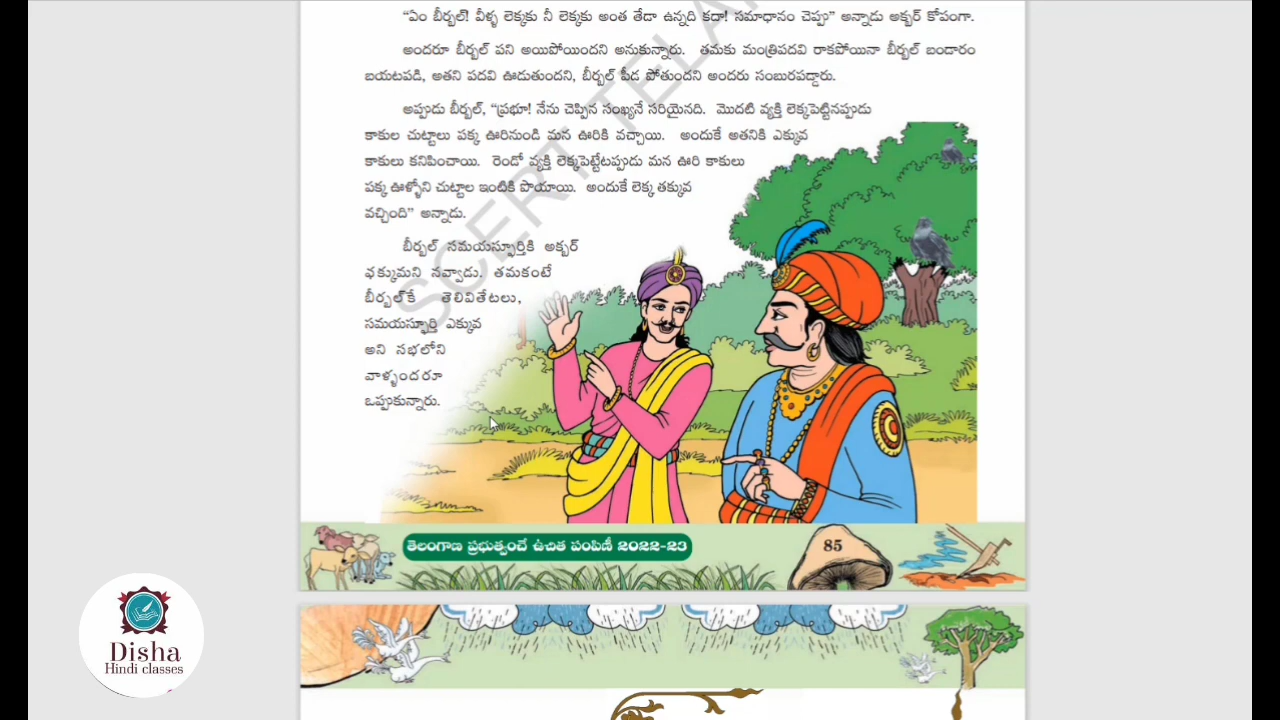 “ఏం బీర్బల్! వీళ్ళ లెక్కకు నీ లెక్కకు అంత తేడా ఉన్నది కదా! సమాధానం చెప్పు” అన్నాడు అక్బర్ కోపంగా.
అందరూ బీర్బల్ పని అయిపోయిందని అనుకున్నారు. తమకు మంత్రిపదవి రాకపోయినా బీర్బల్ బండారం
బయటపడి, అతని పదవి ఊడుతుందని, బీర్బల్ పీడ పోతుందని అందరు సంబురపడ్డారు.
అప్పుడు బీర్బల్, “ప్రభూ! నేను చెప్పిన సంఖ్యనే సరియైనది. మొదటి వ్యక్తి లెక్కపెట్టినప్పుడు
కాకుల చుట్టాలు పక్క ఊరినుండి మన ఊరికి వచ్చాయి. అందుకే అతనికి ఎక్కువ
కాకులు కనిపించాయి. రెండో వ్యక్తి లెక్కపెట్టేటప్పుడు మన ఊరి కాకులు
పక్క ఊళ్ళోని చుట్టాల ఇంటికి పొయాయి. అందుకే లెక్క తక్కువ
వచ్చింది” అన్నాడు.
బీర్బల్ సమయస్ఫూర్తికి అక్బర్
ఫక్కుమని నవ్వాడు. తమకంటే
బీర్బల్‌కే తెలివితేటలు,
సమయస్ఫూర్తి ఎక్కువ
అని సభలోని
వాళ్ళందరూ
ఒప్పుకున్నారు.
SCERT TELAN
తెలంగాణ ప్రభుత్వంచే ఉచిత పంపిణీ 2022-23
85
Disha
Hindi classes